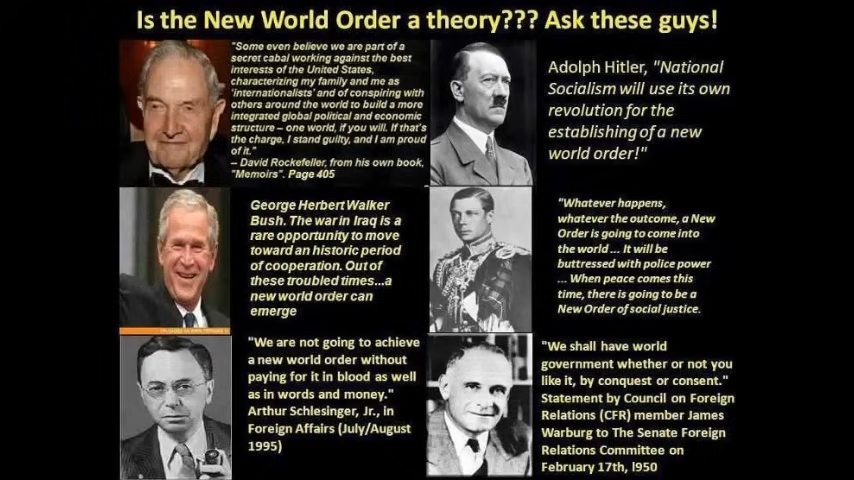 Is the New World Order a theory??? Ask these guys!
"Some even believe we are part of a
secret cabal working against the best
interests of the United States,
characterizing my family and me as
'internationalists' and of conspiring with
others around the world to build a more
integrated global political and economic
structure – one world, if you will. If that's
the charge, I stand guilty, and I am proud
of it."
-- David Rockefeller, from his own book,
"Memoirs". Page 405
Adolph Hitler, "National
Socialism will use its own
revolution for the
establishing of a new
world order!"
George Herbert Walker
Bush. The war in Iraq is a
rare opportunity to move
toward an historic period
of cooperation. Out of
these troubled times...a
new world order can
emerge
"Whatever happens,
whatever the outcome, a New
Order is going to come into
the world ... It will be
buttressed with police power
... When peace comes this
time, there is going to be a
New Order of social justice.
"We are not going to achieve
a new world order without
paying for it in blood as well
as in words and money."
Arthur Schlesinger, Jr., in
Foreign Affairs (July/August
1995)
"We shall have world
government whether or not you
like it, by conquest or consent."
Statement by Council on Foreign
Relations (CFR) member James
Warburg to The Senate Foreign
Relations Committee on
February 17th, l950